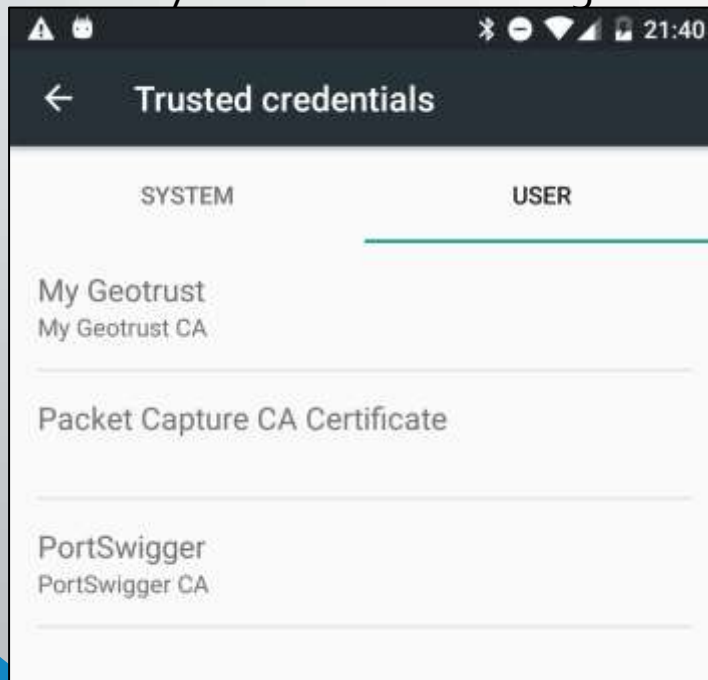 21:40
Trusted credentials
SYSTEM USER
My Geotrust
My Geotrust CA
Packet Capture CA Certificate
PortSwigger
PortSwigger CA